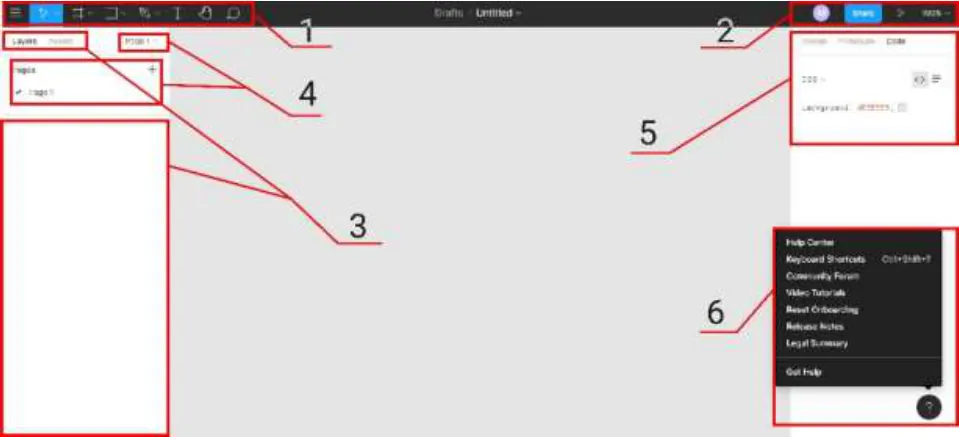 Drafts / Untitled
Share
100%
1
2
Layers Assets
Page 1
Design Prototype Code
Pages
Page 1
CSS
4
5
background:
3
Help Center
Keyboard Shortcuts Ctrl+Shift+?
Community Forum
Video Tutorials
Reset Onboarding
Release Notes
Legal Summary
Get Help
?
6